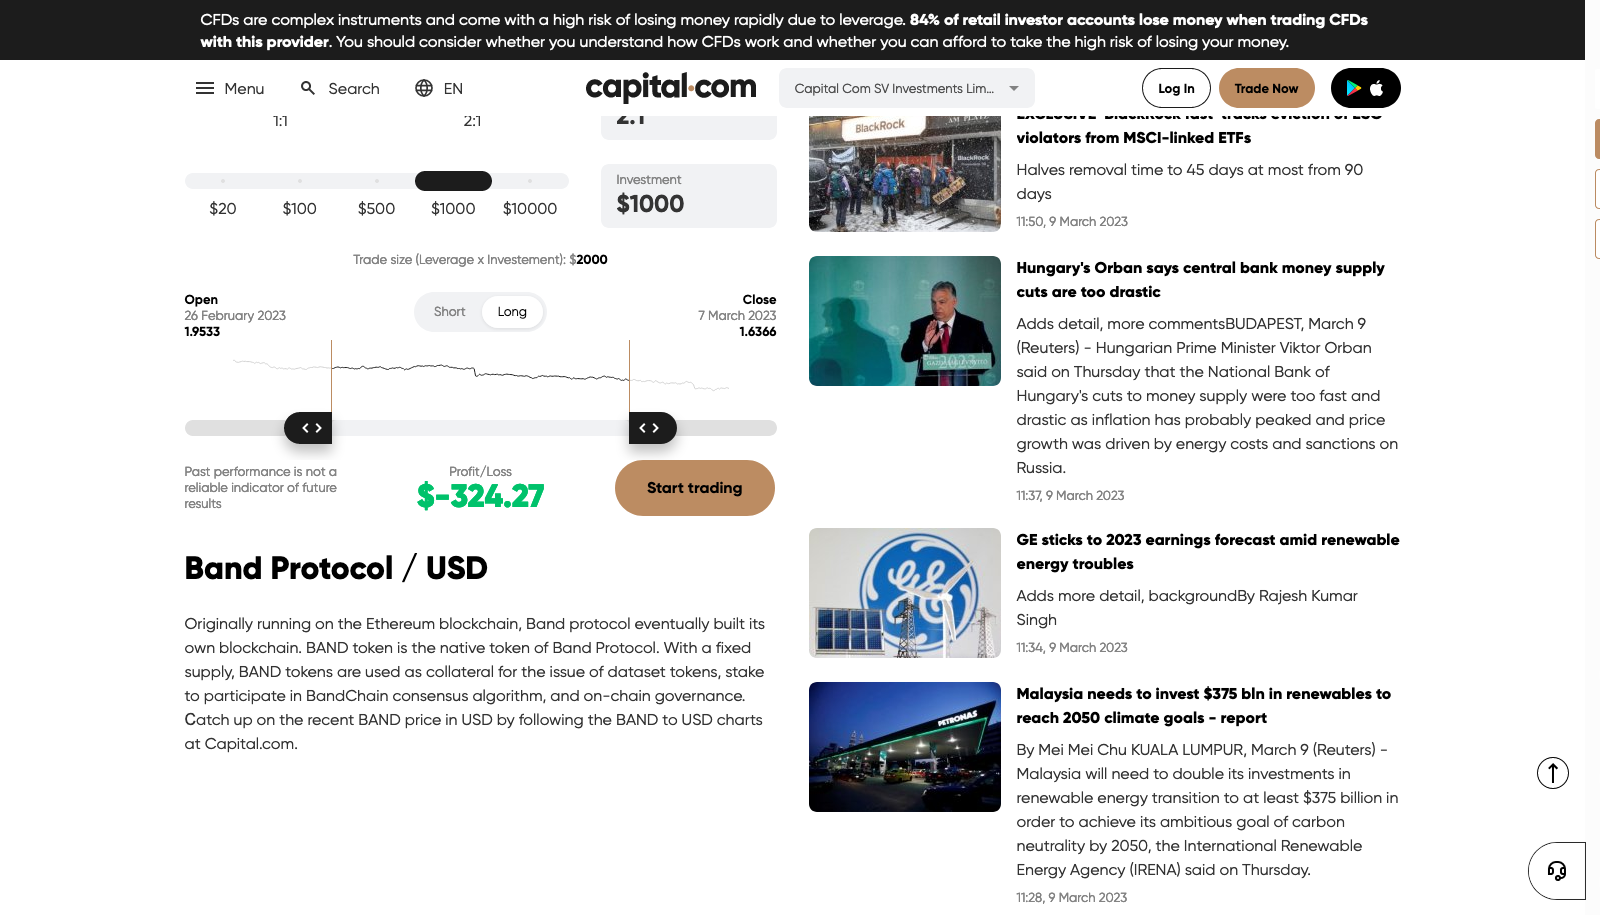 CFDs are complex instruments and come with a high risk of losing money rapidly due to leverage. 84% of retail investor accounts lose money when trading CFDs
with this provider. You should consider whether you understand how CFDs work and whether you can afford to take the high risk of losing your money.
Menu
Search
EN
capital.com
Capital Com SV Investments Lim...
Log In
Trade Now
1:1
2:1
2:1
$20
$100
$500
$1000
$10000
Investment
$1000
Trade size (Leverage x Investement): $2000
Open
26 February 2023
1.9533
Short
Long
Close
7 March 2023
1.6366
Past performance is not a
reliable indicator of future
results
Profit/Loss
$-324.27
Start trading
Band Protocol / USD
Originally running on the Ethereum blockchain, Band protocol eventually built its
own blockchain. BAND token is the native token of Band Protocol. With a fixed
supply, BAND tokens are used as collateral for the issue of dataset tokens, stake
to participate in BandChain consensus algorithm, and on-chain governance.
Catch up on the recent BAND price in USD by following the BAND to USD charts
at Capital.com.
BlackRock
BlackRock
EXCLUSIVE-BlackRock fast-tracks eviction of ESG
violators from MSCI-linked ETFs
Halves removal time to 45 days at most from 90
days
11:50, 9 March 2023
2023
Hungary's Orban says central bank money supply
cuts are too drastic
Adds detail, more commentsBUDAPEST, March 9
(Reuters) - Hungarian Prime Minister Viktor Orban
said on Thursday that the National Bank of
Hungary's cuts to money supply were too fast and
drastic as inflation has probably peaked and price
growth was driven by energy costs and sanctions on
Russia.
11:37, 9 March 2023
GE sticks to 2023 earnings forecast amid renewable
energy troubles
Adds more detail, backgroundBy Rajesh Kumar
Singh
11:34, 9 March 2023
PETRONAS
Malaysia needs to invest $375 bln in renewables to
reach 2050 climate goals - report
By Mei Mei Chu KUALA LUMPUR, March 9 (Reuters) -
Malaysia will need to double its investments in
renewable energy transition to at least $375 billion in
order to achieve its ambitious goal of carbon
neutrality by 2050, the International Renewable
Energy Agency (IRENA) said on Thursday.
11:28, 9 March 2023